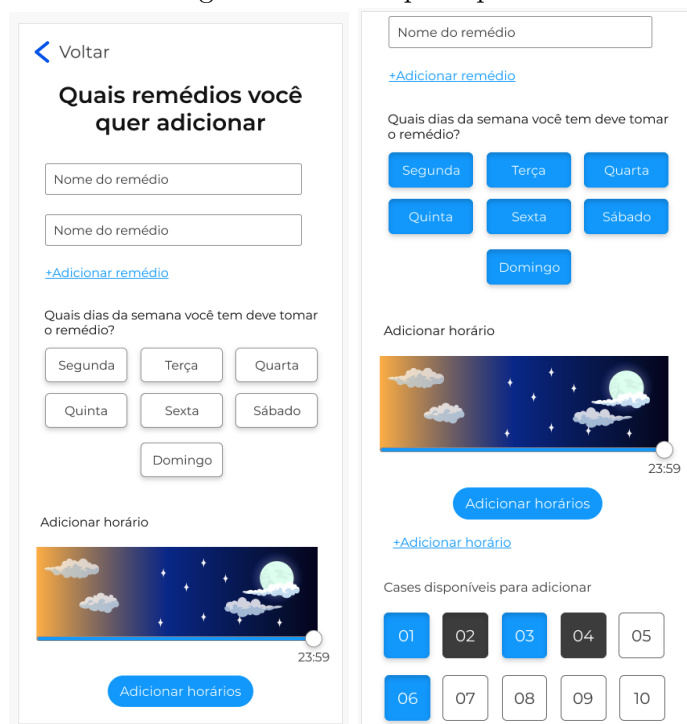 Voltar
Quais remédios você
quer adicionar
Nome do remédio
Nome do remédio
+Adicionar remédio
Quais dias da semana você tem deve tomar
o remédio?
Segunda Terça Quarta
Quinta Sexta Sábado
Domingo
Adicionar horário
23:59
Adicionar horários
Nome do remédio
+Adicionar remédio
Quais dias da semana você tem deve tomar
o remédio?
Segunda Terça Quarta
Quinta Sexta Sábado
Domingo
Adicionar horário
23:59
Adicionar horários
+Adicionar horário
Cases disponíveis para adicionar
01 02 03 04 05
06 07 08 09 10